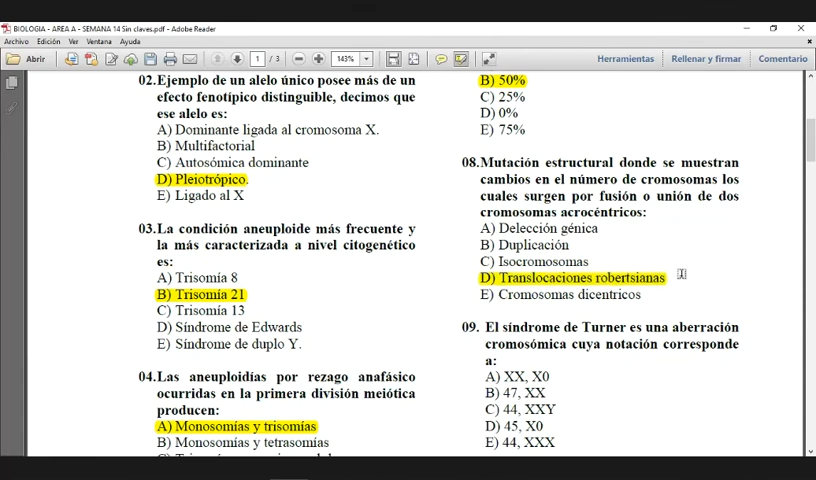 BIOLOGIA - AREA A - SEMANA 14 Sin claves.pdf - Adobe Reader
Archivo Edición Ver Ventana Ayuda
Abrir 1 / 3 143% Herramientas Rellenar y firmar Comentario
02.Ejemplo de un alelo único posee más de un
efecto fenotípico distinguible, decimos que
ese alelo es:
A) Dominante ligada al cromosoma X.
B) Multifactorial
C) Autosómica dominante
D) Pleiotrópico.
E) Ligado al X
03.La condición aneuploide más frecuente y
la más caracterizada a nivel citogenético
es:
A) Trisomía 8
B) Trisomía 21
C) Trisomía 13
D) Síndrome de Edwards
E) Síndrome de duplo Y.
04.Las aneuploidías por rezago anafásico
ocurridas en la primera división meiótica
producen:
A) Monosomías y trisomías
B) Monosomías y tetrasomías
B) 50%
C) 25%
D) 0%
E) 75%
08.Mutación estructural donde se muestran
cambios en el número de cromosomas los
cuales surgen por fusión o unión de dos
cromosomas acrocéntricos:
A) Delección génica
B) Duplicación
C) Isocromosomas
D) Translocaciones robertsianas
E) Cromosomas dicentricos
09. El síndrome de Turner es una aberración
cromosómica cuya notación corresponde
a:
A) XX, X0
B) 47, XX
C) 44, XXY
D) 45, X0
E) 44, XXX